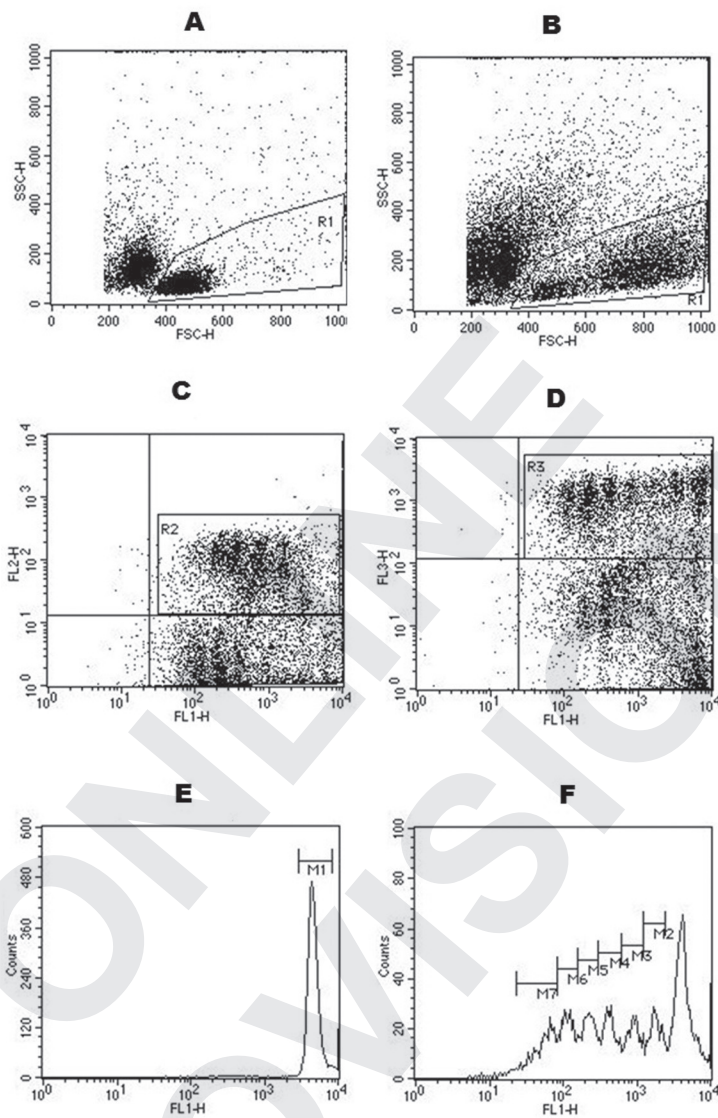 A
B
1000
800
600
400
200
0
SSC-H
R1
0
200
400
600
800
1000
FSC-H
1000
800
600
400
200
0
SSC-H
R1
0
200
400
600
800
1000
FSC-H
C
D
10^4
10^3
10^2
10^1
10^0
FL2-H
R2
10^0
10^1
10^2
10^3
10^4
FL1-H
10^4
10^3
10^2
10^1
10^0
FL3-H
R3
10^0
10^1
10^2
10^3
10^4
FL1-H
E
F
600
480
360
240
120
0
Counts
M1
10^0
10^1
10^2
10^3
10^4
FL1-H
100
80
60
40
20
0
Counts
M7
M6
M5
M4
M3
M2
10^0
10^1
10^2
10^3
10^4
FL1-H
ONLINE
OVISIO